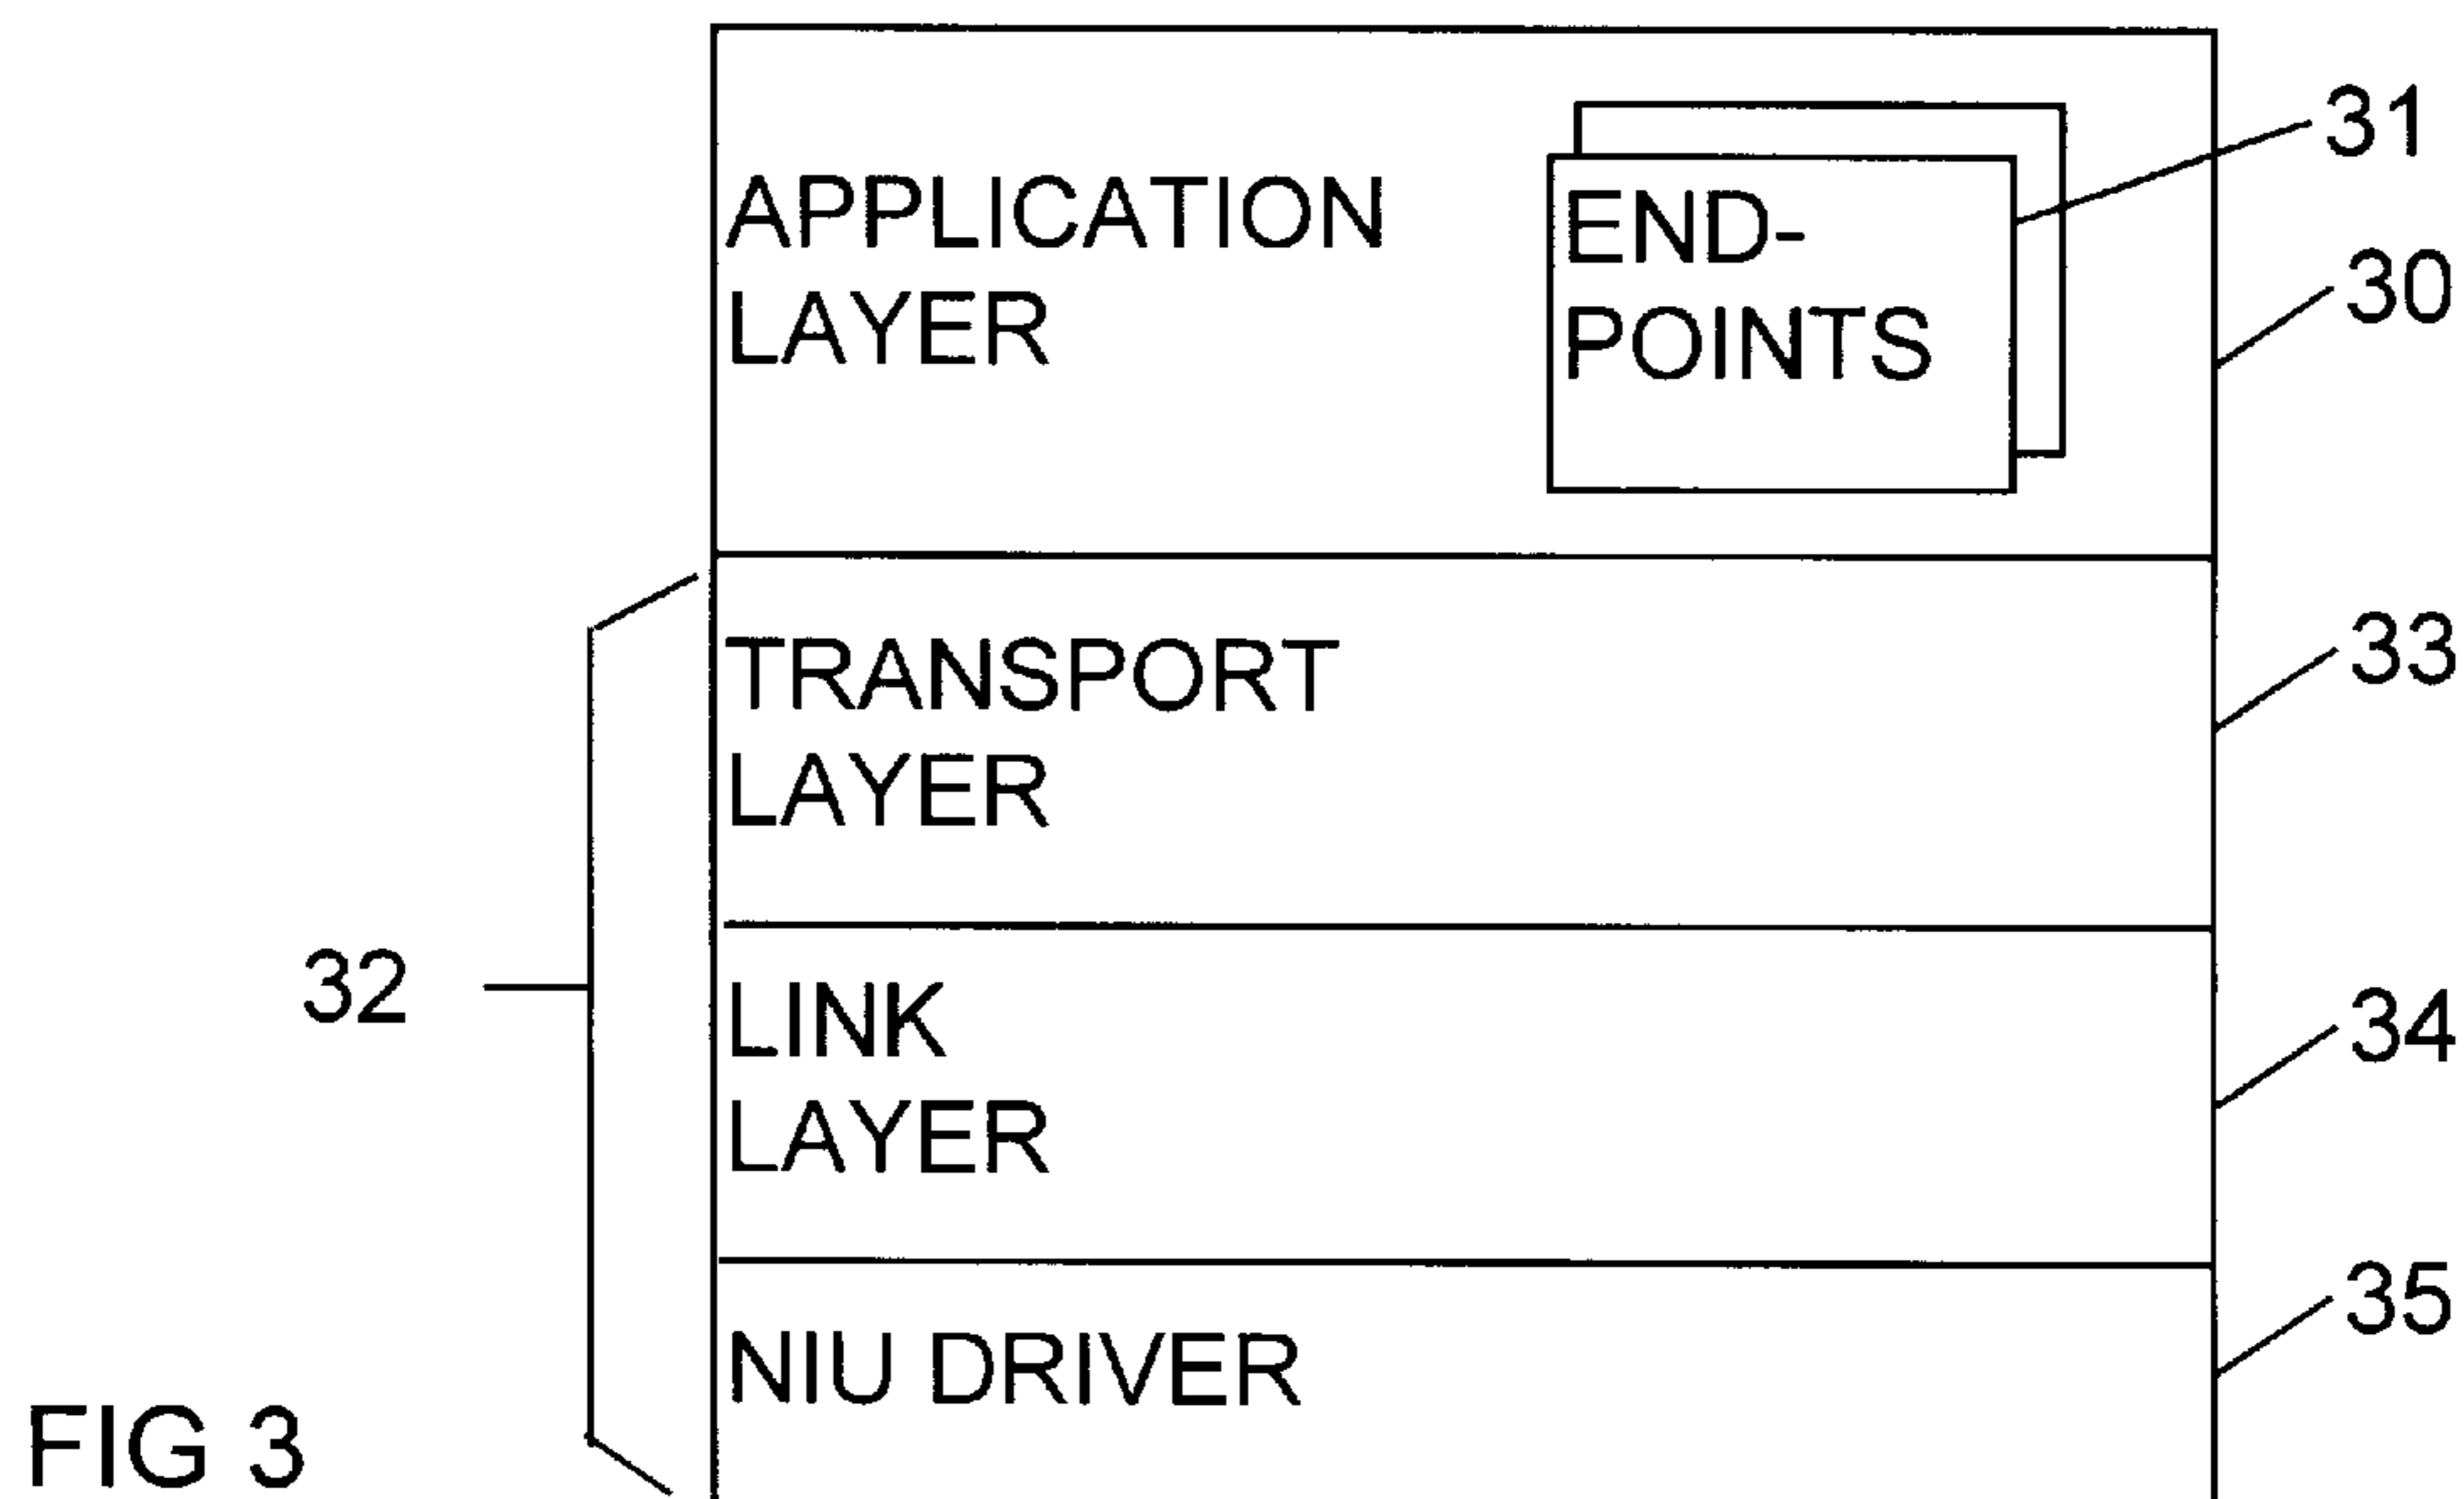 31
APPLICATION
LAYER
END-
POINTS
30
TRANSPORT
LAYER
33
32
LINK
LAYER
34
NIU DRIVER
35
FIG 3